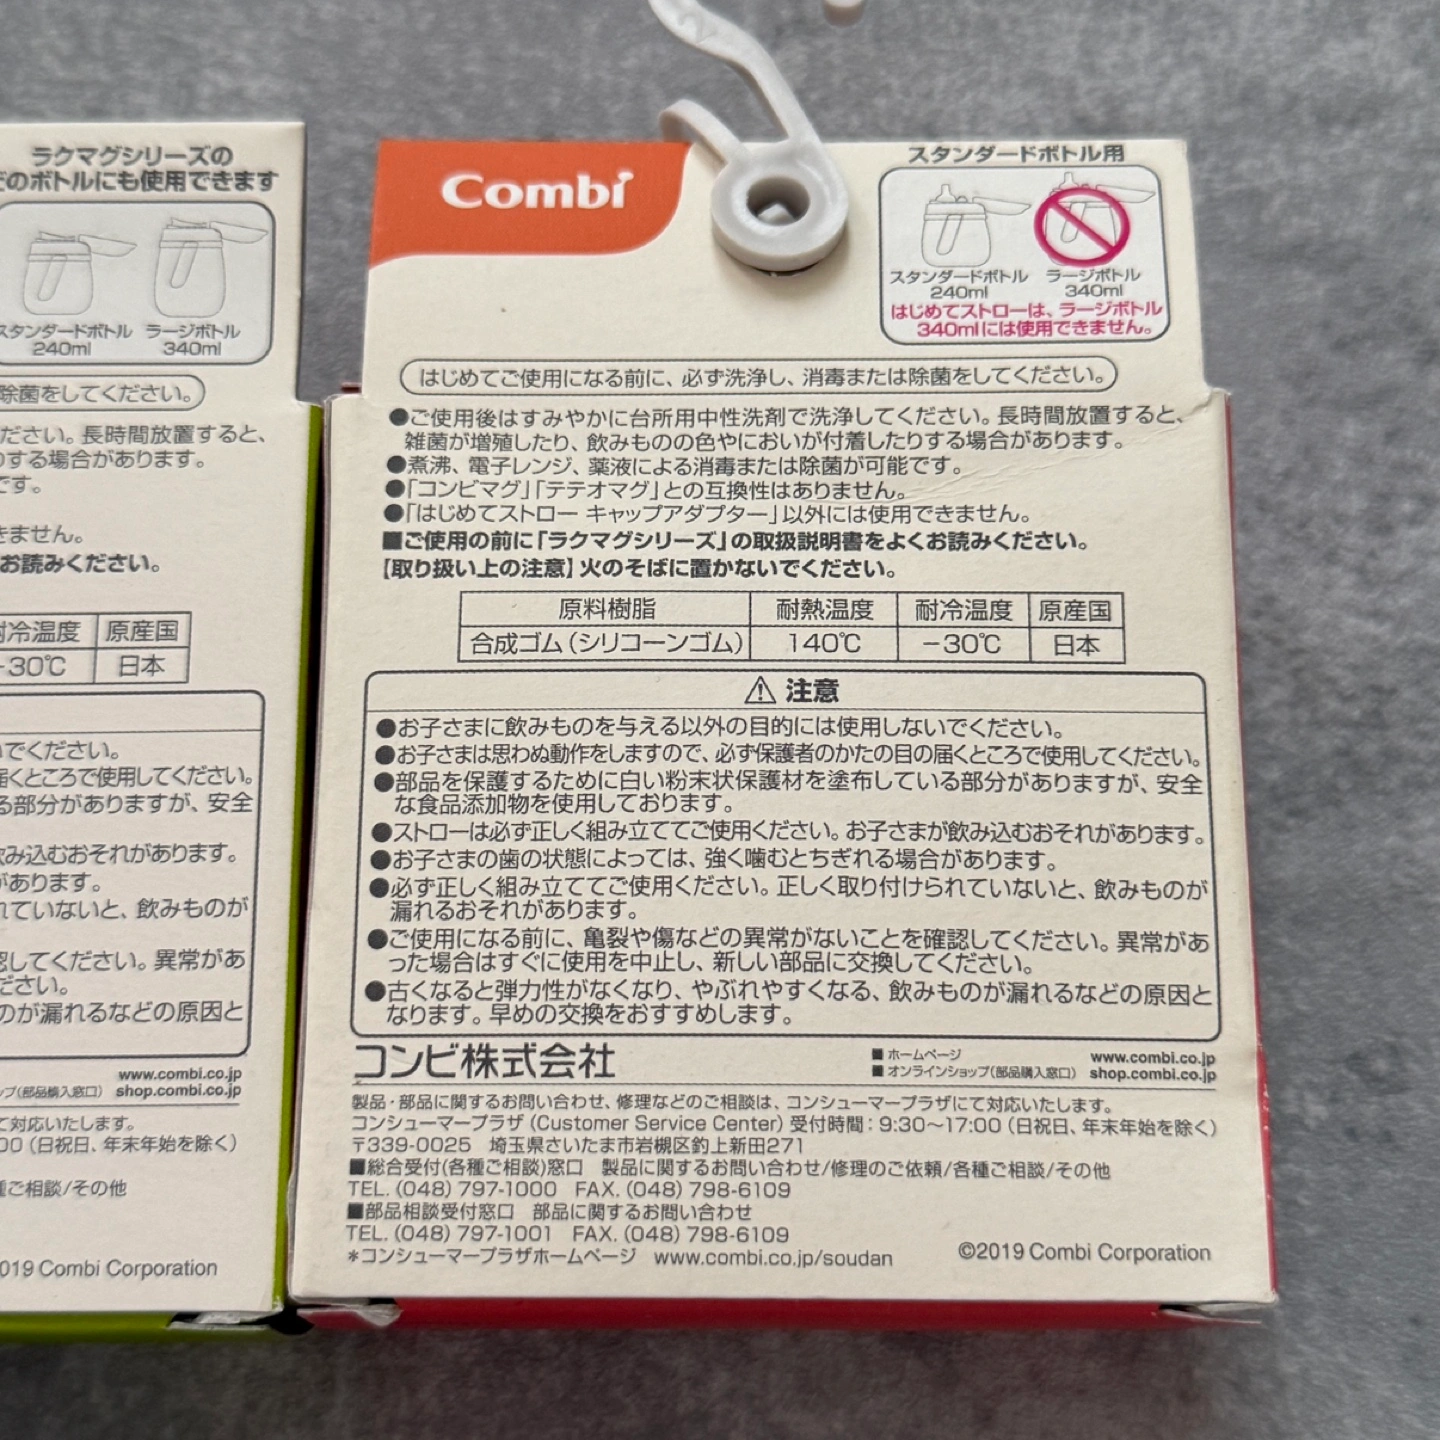 ラクマグシリーズの
どのボトルにも使用できます
スタンダードボトル ラージボトル
240ml 340ml
除菌をしてください。
ださい。長時間放置すると、
りする場合があります。
です。
きません。
お読みください。
耐冷温度 原産国
-30℃ 日本
いでください。
届くところで使用してください。
る部分がありますが、安全
飲み込むおそれがあります。
があります。
れていないと、飲みものが
認してください。異常があ
ださい。
のが漏れるなどの原因と
www.combi.co.jp
ップ(部品購入窓口) shop.combi.co.jp
て対応いたします。
00（日祝日、年末年始を除く）
種ご相談/その他
019 Combi Corporation
Combi
スタンダードボトル用
スタンダードボトル ラージボトル
240ml 340ml
はじめてストローは、ラージボトル
340mlには使用できません。
はじめてご使用になる前に、必ず洗浄し、消毒または除菌をしてください。
●ご使用後はすみやかに台所用中性洗剤で洗浄してください。長時間放置すると、
雑菌が増殖したり、飲みものの色やにおいが付着したりする場合があります。
●煮沸、電子レンジ、薬液による消毒または除菌が可能です。
●「コンビマグ」「テテオマグ」との互換性はありません。
●「はじめてストロー キャップアダプター」以外には使用できません。
■ご使用の前に「ラクマグシリーズ」の取扱説明書をよくお読みください。
【取り扱い上の注意】火のそばに置かないでください。
原料樹脂 耐熱温度 耐冷温度 原産国
合成ゴム（シリコーンゴム） 140℃ －30℃ 日本
⚠ 注意
●お子さまに飲みものを与える以外の目的には使用しないでください。
●お子さまは思わぬ動作をしますので、必ず保護者のかたの目の届くところで使用してください。
●部品を保護するために白い粉末状保護材を塗布している部分がありますが、安全
な食品添加物を使用しております。
●ストローは必ず正しく組み立ててご使用ください。お子さまが飲み込むおそれがあります。
●お子さまの歯の状態によっては、強く噛むとちぎれる場合があります。
●必ず正しく組み立ててご使用ください。正しく取り付けられていないと、飲みものが
漏れるおそれがあります。
●ご使用になる前に、亀裂や傷などの異常がないことを確認してください。異常があ
った場合はすぐに使用を中止し、新しい部品に交換してください。
●古くなると弾力性がなくなり、やぶれやすくなる、飲みものが漏れるなどの原因と
なります。早めの交換をおすすめします。
コンビ株式会社
■ホームページ www.combi.co.jp
■オンラインショップ(部品購入窓口) shop.combi.co.jp
製品・部品に関するお問い合わせ、修理などのご相談は、コンシューマープラザにて対応いたします。
コンシューマープラザ（Customer Service Center）受付時間：9:30～17:00（日祝日、年末年始を除く）
〒339-0025 埼玉県さいたま市岩槻区釣上新田271
■総合受付(各種ご相談)窓口 製品に関するお問い合わせ/修理のご依頼/各種ご相談/その他
TEL.（048）797-1000 FAX.（048）798-6109
■部品相談受付窓口 部品に関するお問い合わせ
TEL.（048）797-1001 FAX.（048）798-6109
＊コンシューマープラザホームページ www.combi.co.jp/soudan
©2019 Combi Corporation